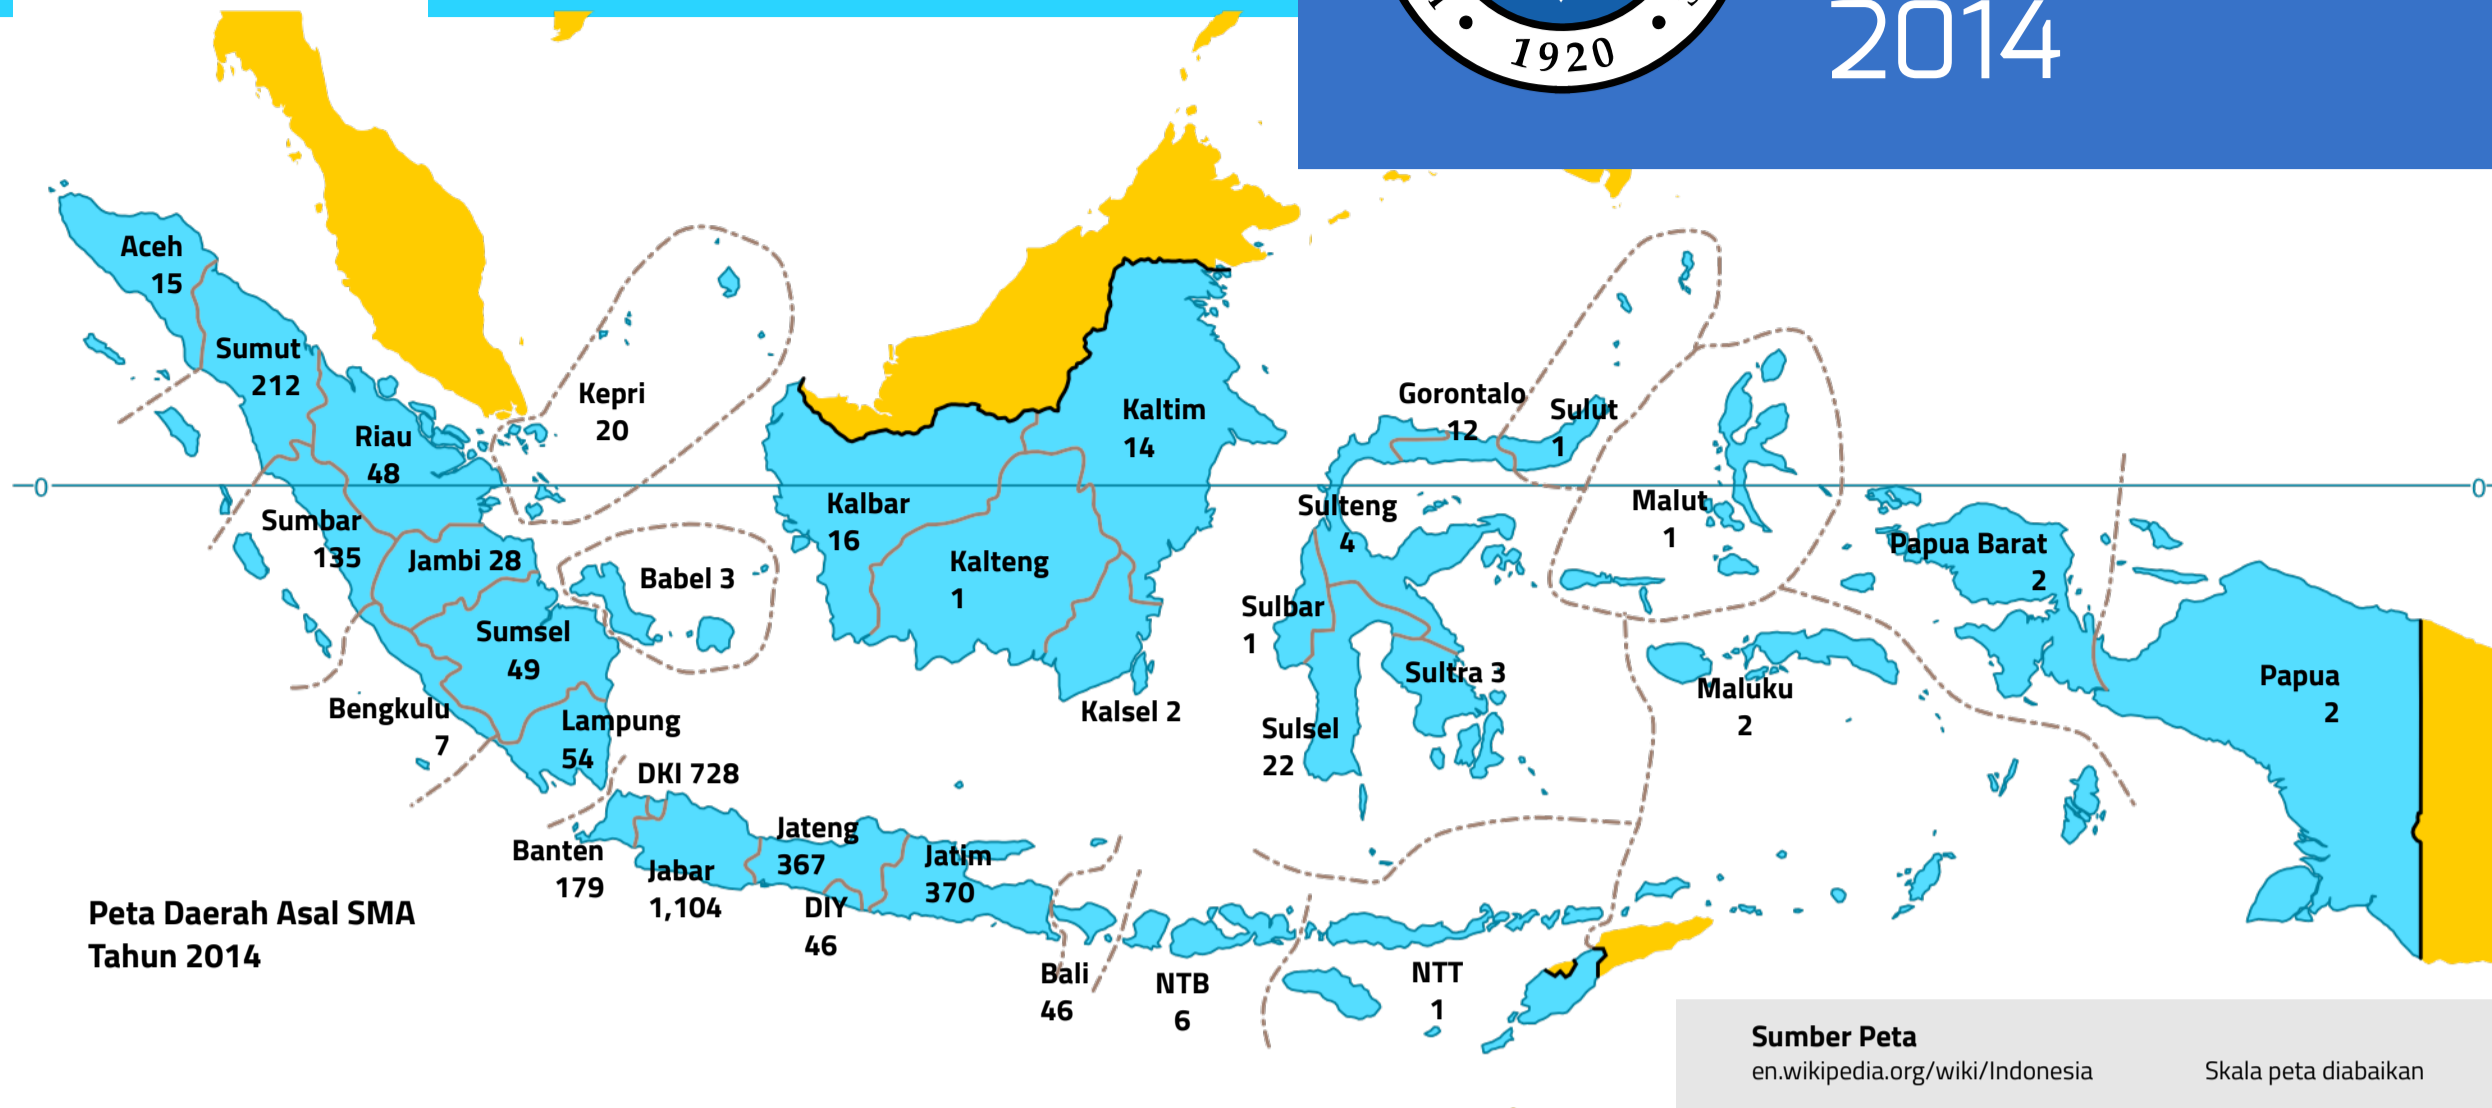 1920
2014
Aceh
15
Sumut
212
Kepri
20
Riau
48
Kaltim
14
Gorontalo
12
Sulut
1
0
0
Sumbar
135
Jambi 28
Babel 3
Kalbar
16
Kalteng
1
Sulteng
4
Malut
1
Papua Barat
2
Sumsel
49
Sulbar
1
Sultra 3
Maluku
2
Papua
2
Bengkulu
7
Lampung
54
Kalsel 2
Sulsel
22
DKI 728
Banten
179
Jabar
1,104
Jateng
367
Jatim
370
DIY
46
Bali
46
NTB
6
NTT
1
Peta Daerah Asal SMA
Tahun 2014
Sumber Peta
en.wikipedia.org/wiki/Indonesia
Skala peta diabaikan